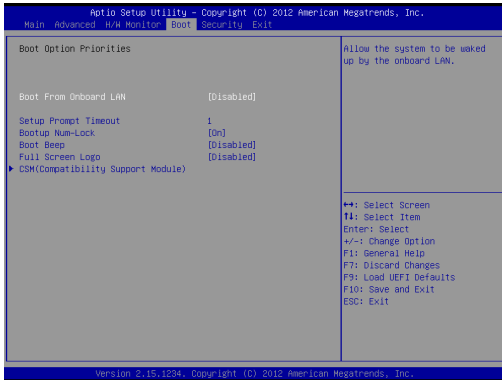 Aptio Setup Utility – Copyright (C) 2012 American Megatrends, Inc.
Main Advanced H/W Monitor Boot Security Exit
Boot Option Priorities
Boot From Onboard LAN [Disabled]
Setup Prompt Timeout 1
Bootup Num-Lock [On]
Boot Beep [Disabled]
Full Screen Logo [Disabled]
▶ CSM(Compatibility Support Module)
Allow the system to be waked
up by the onboard LAN.
↔: Select Screen
↑↓: Select Item
Enter: Select
+/-: Change Option
F1: General Help
F7: Discard Changes
F9: Load UEFI Defaults
F10: Save and Exit
ESC: Exit
Version 2.15.1234. Copyright (C) 2012 American Megatrends, Inc.